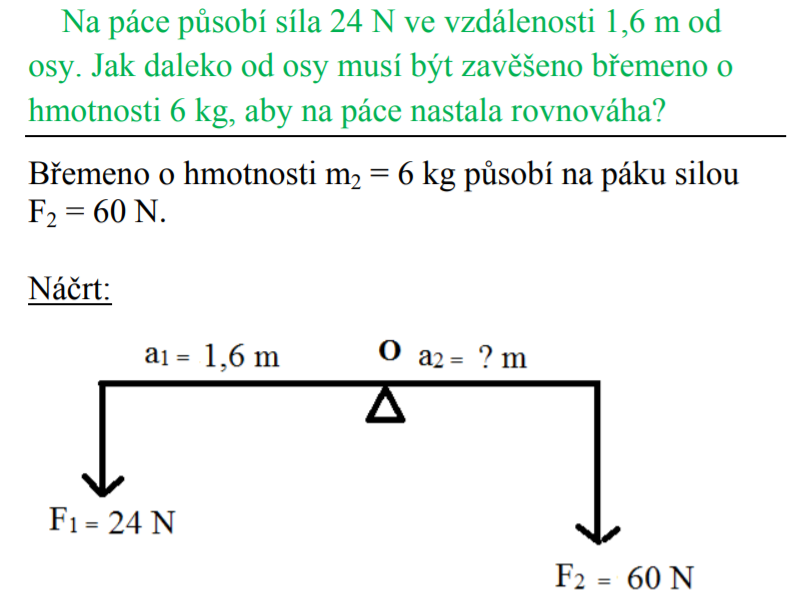 Na páce působí síla 24 N ve vzdálenosti 1,6 m od
osy. Jak daleko od osy musí být zavěšeno břemeno o
hmotnosti 6 kg, aby na páce nastala rovnováha?
Břemeno o hmotnosti m₂ = 6 kg působí na páku silou
F₂ = 60 N.
Náčrt:
a₁ = 1,6 m O a₂ = ? m
F₁ = 24 N
F₂ = 60 N